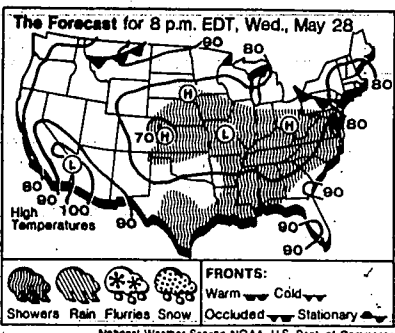 The Forecast for 8 p.m. EDT, Wed., May 28
90
80
80
H
70 H
L
H
80
L
80
90
100
90
90
90
90
High
Temperatures
Showers Rain Flurries Snow
FRONTS:
Warm Cold
Occluded Stationary
National Weather Service NOAA U.S. Dept. of Commerce